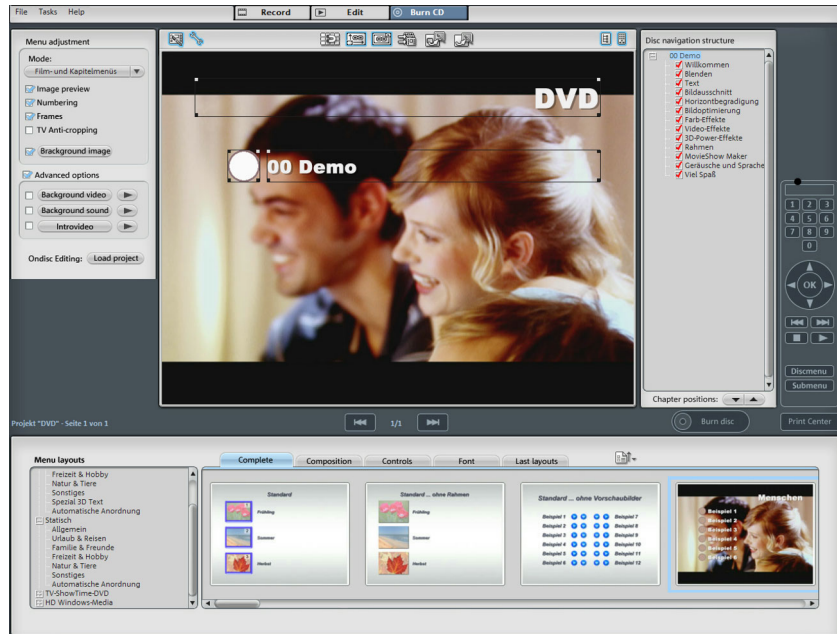 File Tasks Help
Record Edit Burn CD
Menu adjustment
Mode:
Film-und Kapitelmenüs
Image preview
Numbering
Frames
TV Anti-cropping
Brackground image
Advanced options
Background video
Background sound
Introvideo
Ondisc Editing: Load project
DVD
00 Demo
Disc navigation structure
00 Demo
Willkommen
Blenden
Text
Bildausschnitt
Horizontbegradigung
Bildoptimierung
Farb-Effekte
Video-Effekte
3D-Power-Effekte
Rahmen
MovieShow Maker
Geräusche und Sprache
Viel Spaß
Chapter positions:
1 2 3
4 5 6
7 8 9
0
OK
Discmenu
Submenu
Projekt "DVD" - Seite 1 von 1
1/1
Burn disc
Print Center
Menu layouts
Freizeit & Hobby
Natur & Tiere
Sonstiges
Spezial 3D Text
Automatische Anordnung
Statisch
Allgemein
Urlaub & Reisen
Familie & Freunde
Freizeit & Hobby
Natur & Tiere
Sonstiges
Automatische Anordnung
TV-ShowTime-DVD
HD Windows-Media
Complete Composition Controls Font Last layouts
Standard
Frühling
Sommer
Herbst
Standard ... ohne Rahmen
Frühling
Sommer
Herbst
Standard ... ohne Vorschaubilder
Beispiel 1 Beispiel 7
Beispiel 2 Beispiel 8
Beispiel 3 Beispiel 9
Beispiel 4 Beispiel 10
Beispiel 5 Beispiel 11
Beispiel 6 Beispiel 12
Menschen
Beispiel 1
Beispiel 2
Beispiel 3
Beispiel 4
Beispiel 5
Beispiel 6